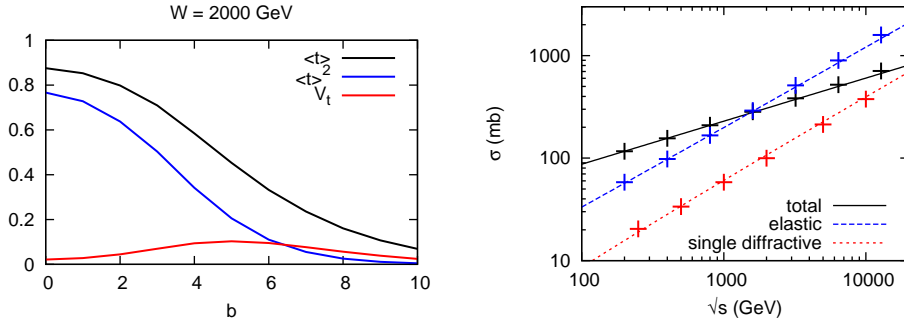 W = 2000 GeV
1
0.8
0.6
0.4
0.2
0
0 2 4 6 8 10
b
<t>
<t>²
V_t
1000
100
10
100 1000 10000
σ (mb)
√s (GeV)
total
elastic
single diffractive